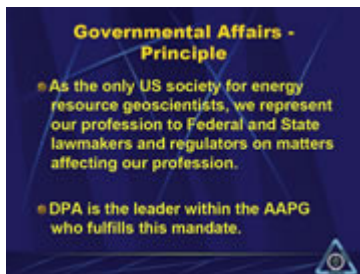 Governmental Affairs -
Principle
As the only US society for energy
resource geoscientists, we represent
our profession to Federal and State
lawmakers and regulators on matters
affecting our profession.
DPA is the leader within the AAPG
who fulfills this mandate.